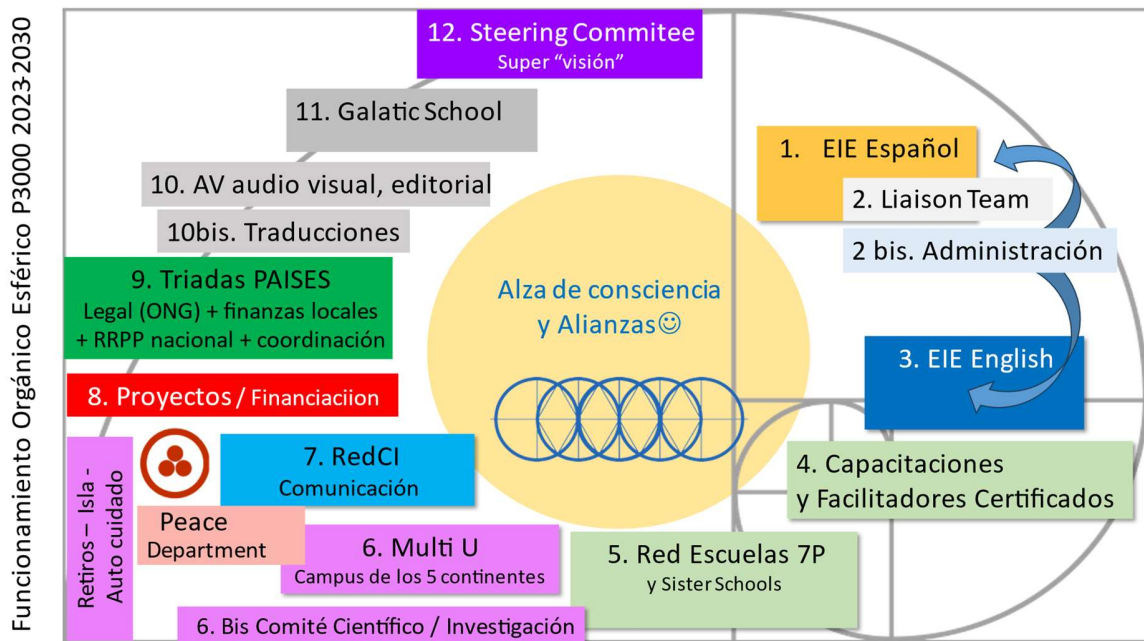 Funcionamiento Orgánico Esférico P3000 2023-2030
12. Steering Commitee
Super “visión”
11. Galatic School
10. AV audio visual, editorial
10bis. Traducciones
9. Triadas PAISES
Legal (ONG) + finanzas locales
+ RRPP nacional + coordinación
8. Proyectos / Financiaciion
Retiros – Isla -
Auto cuidado
7. RedCI
Comunicación
Peace
Department
6. Multi U
Campus de los 5 continentes
6. Bis Comité Científico / Investigación
Alza de consciencia
y Alianzas☺
1. EIE Español
2. Liaison Team
2 bis. Administración
3. EIE English
4. Capacitaciones
y Facilitadores Certificados
5. Red Escuelas 7P
y Sister Schools